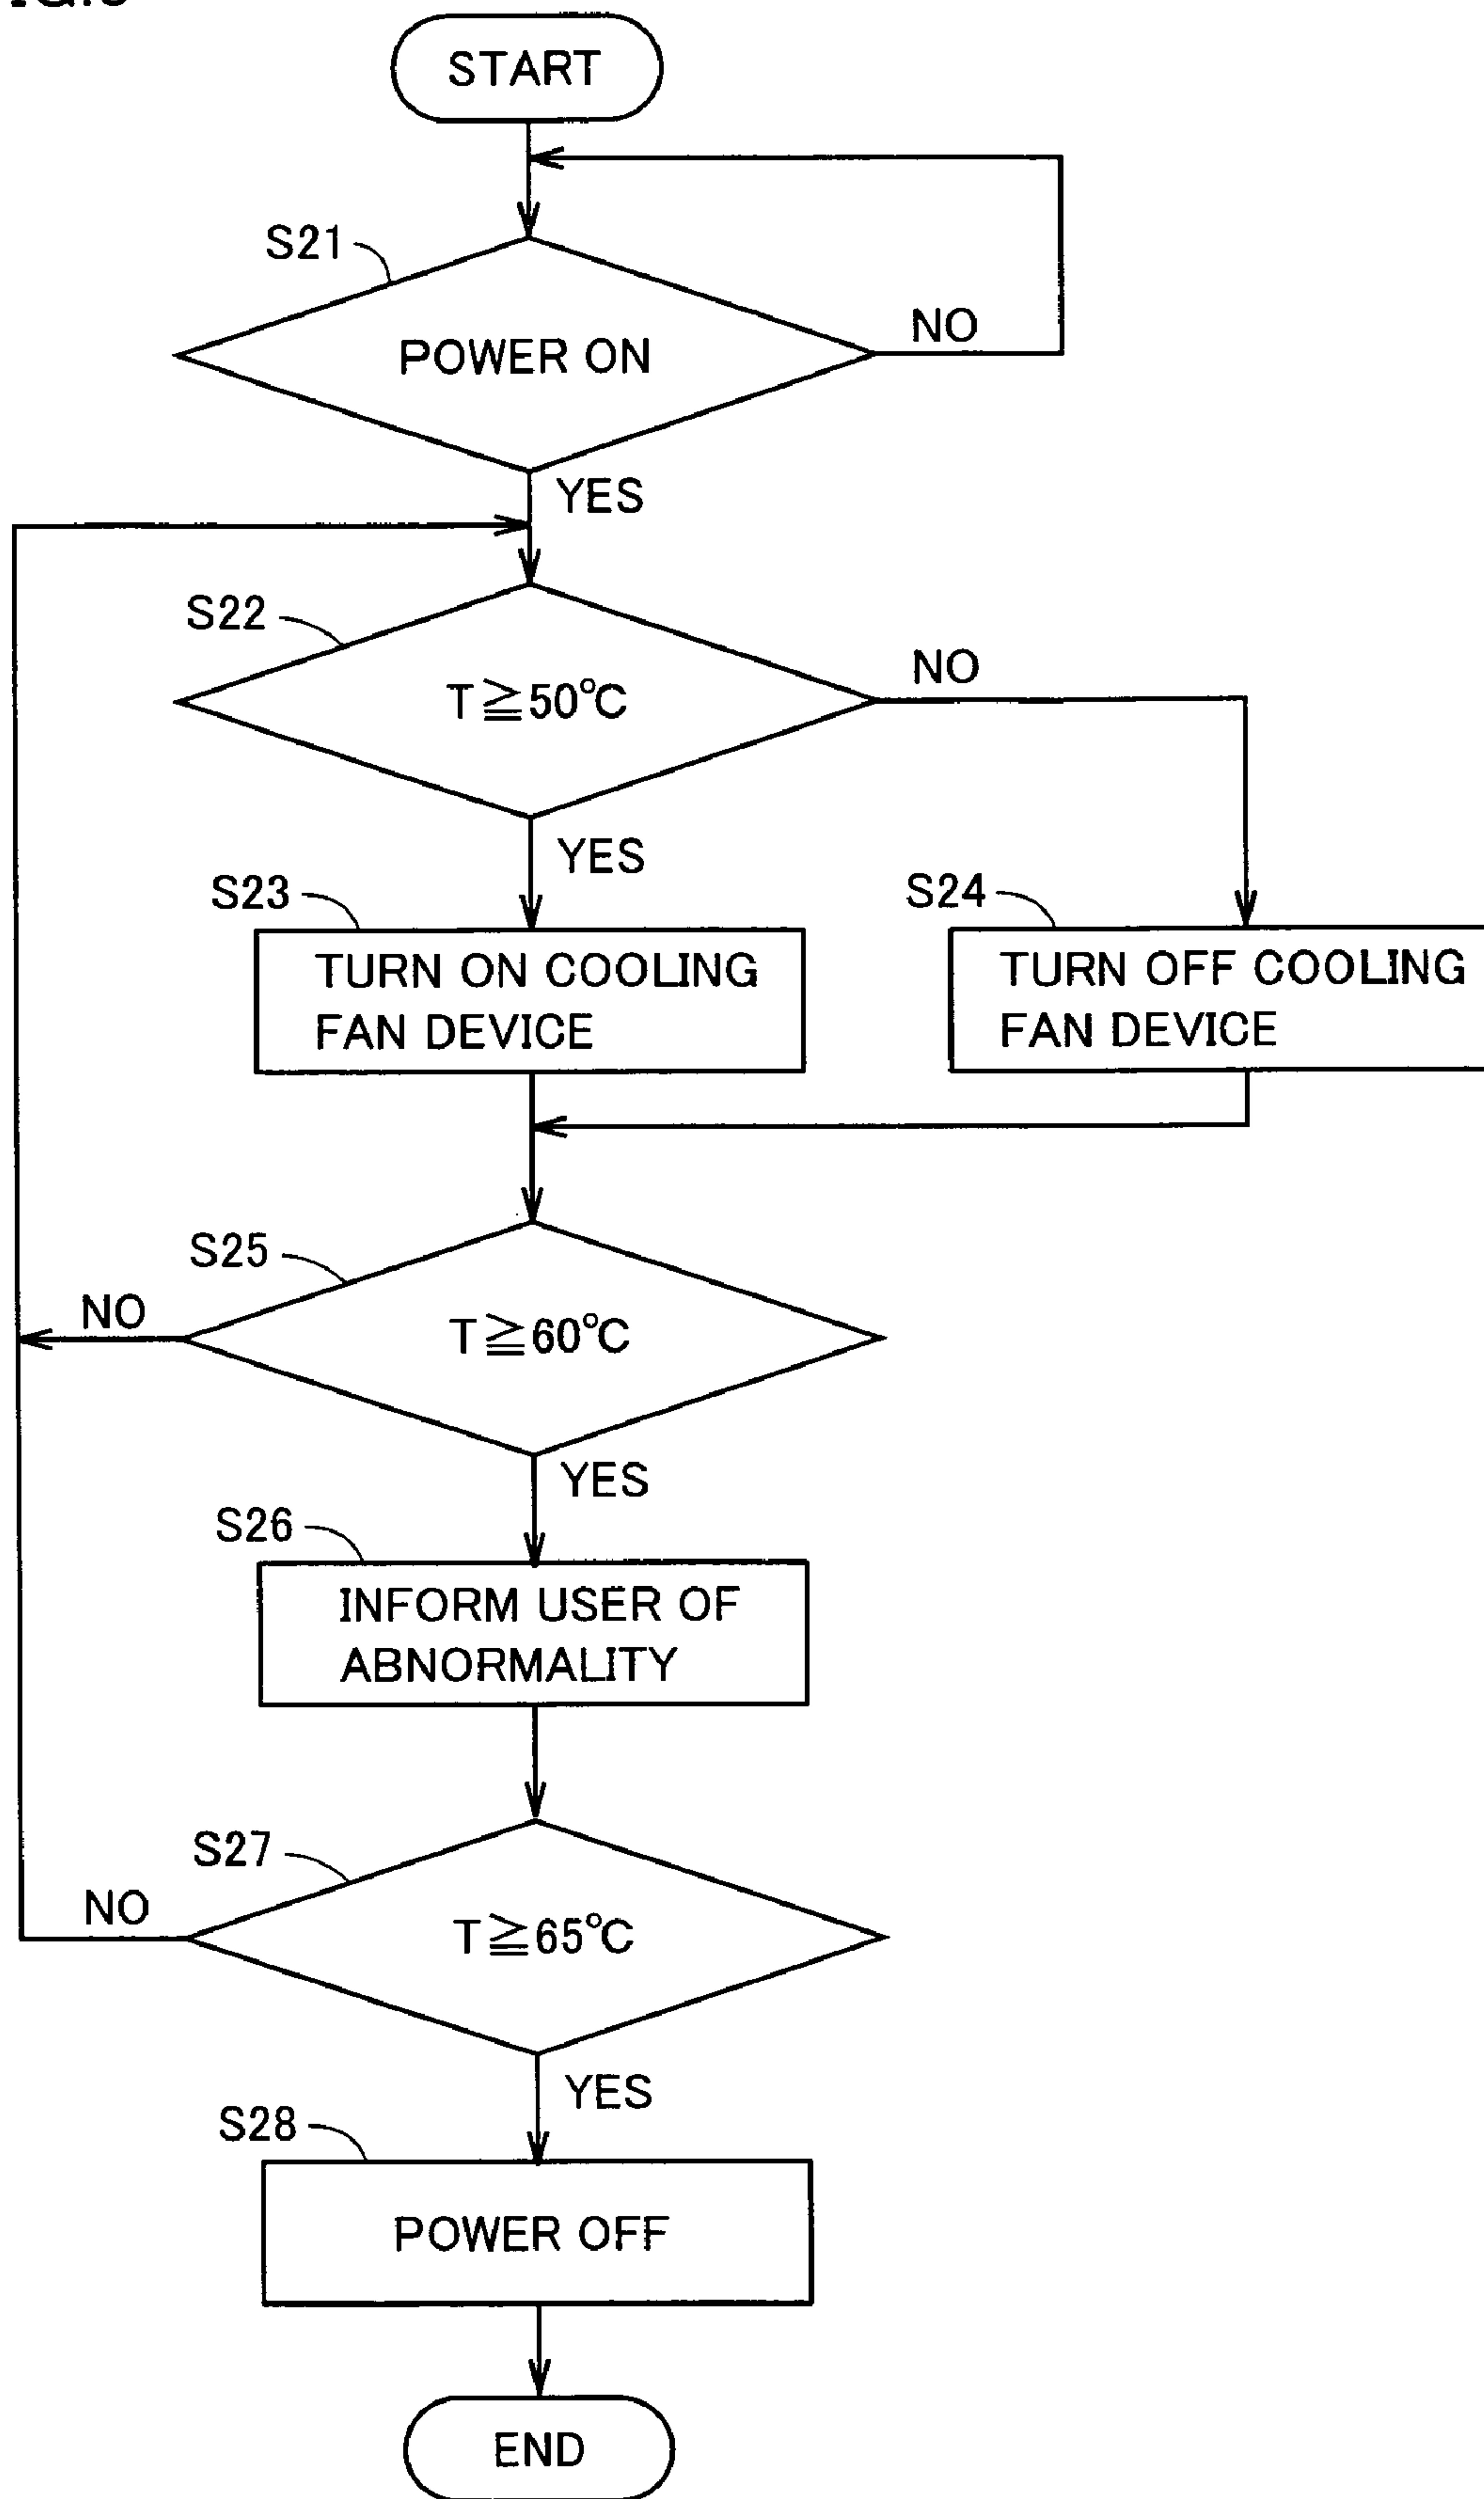 START
S21
POWER ON
NO
YES
S22
T≧50°C
NO
YES
S23
TURN ON COOLING
FAN DEVICE
S24
TURN OFF COOLING
FAN DEVICE
S25
T≧60°C
NO
YES
S26
INFORM USER OF
ABNORMALITY
S27
T≧65°C
NO
YES
S28
POWER OFF
END